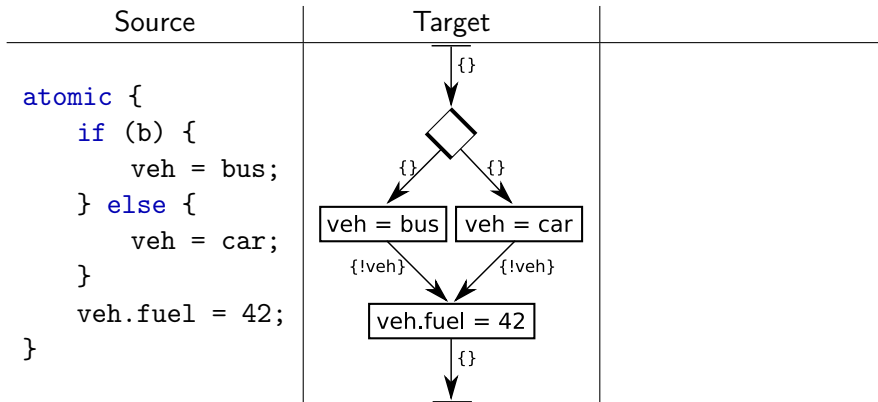 Source
Target
atomic {
if (b) {
veh = bus;
} else {
veh = car;
}
veh.fuel = 42;
}
{}
{}
{}
veh = bus
veh = car
{!veh}
{!veh}
veh.fuel = 42
{}